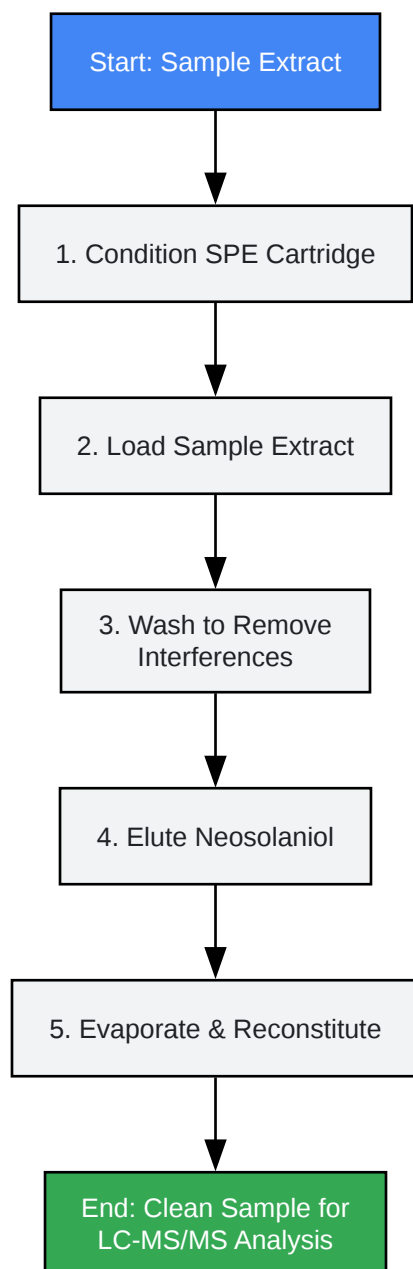 Start: Sample Extract
1. Condition SPE Cartridge
2. Load Sample Extract
3. Wash to Remove
Interferences
4. Elute Neosolaniol
5. Evaporate & Reconstitute
End: Clean Sample for
LC-MS/MS Analysis